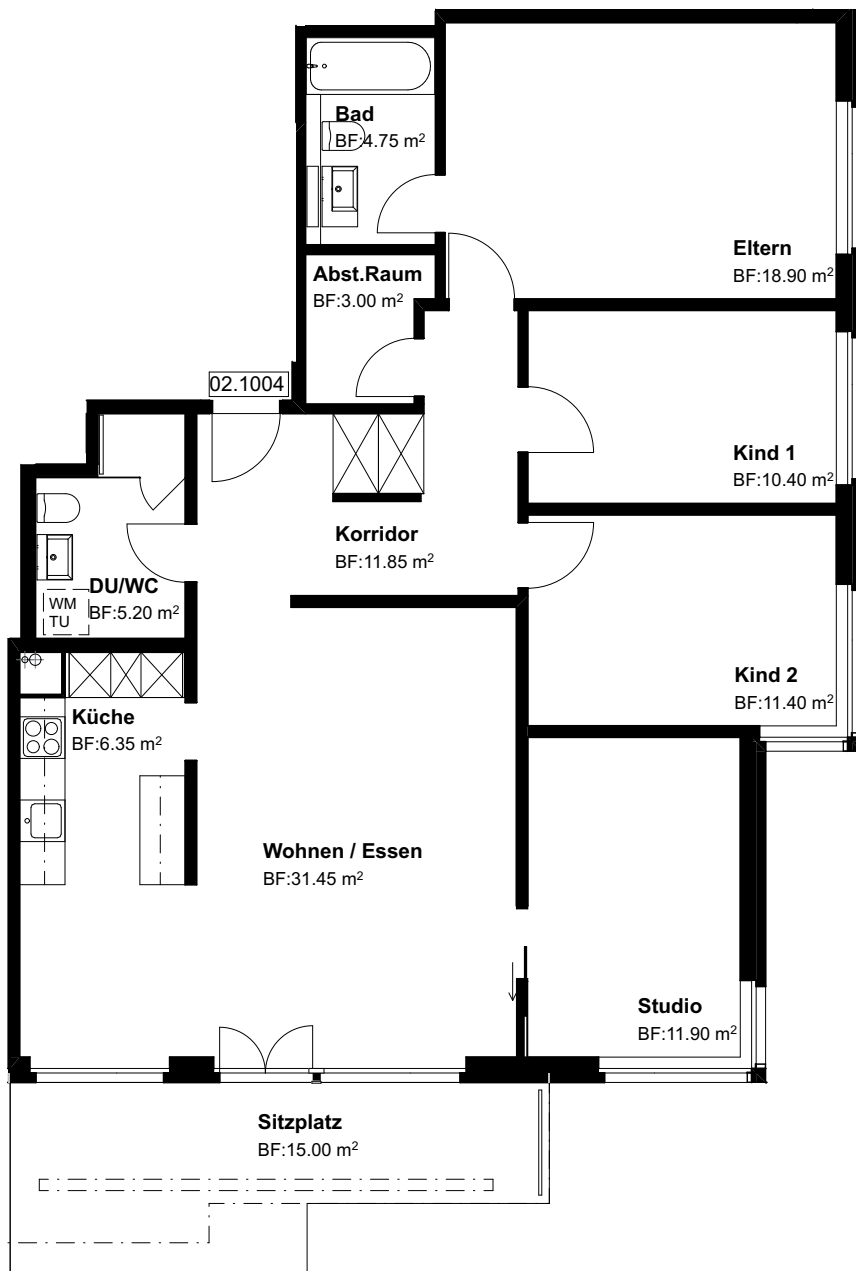 Bad
BF:4.75 m²
Eltern
BF:18.90 m²
Abst.Raum
BF:3.00 m²
02.1004
Kind 1
BF:10.40 m²
Korridor
BF:11.85 m²
DU/WC
BF:5.20 m²
WM
TU
Kind 2
BF:11.40 m²
Küche
BF:6.35 m²
Wohnen / Essen
BF:31.45 m²
Studio
BF:11.90 m²
Sitzplatz
BF:15.00 m²